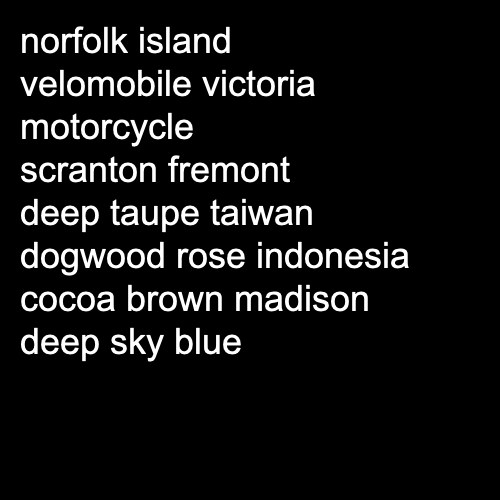 norfolk island
velomobile victoria
motorcycle
scranton fremont
deep taupe taiwan
dogwood rose indonesia
cocoa brown madison
deep sky blue